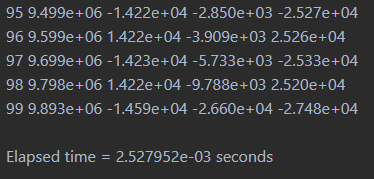 95 9.499e+06 -1.422e+04 -2.850e+03 -2.527e+04
96 9.599e+06 1.422e+04 -3.909e+03 2.526e+04
97 9.699e+06 -1.423e+04 -5.733e+03 -2.533e+04
98 9.798e+06 1.422e+04 -9.788e+03 2.520e+04
99 9.893e+06 -1.459e+04 -2.660e+04 -2.748e+04
Elapsed time = 2.527952e-03 seconds